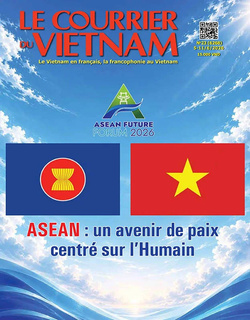 LE COURRIER
DU VIETNAM
Le Vietnam en français, la francophonie au Vietnam
ASEAN FUTURE
FORUM 2026
ASEAN : un avenir de paix
centré sur l'Humain